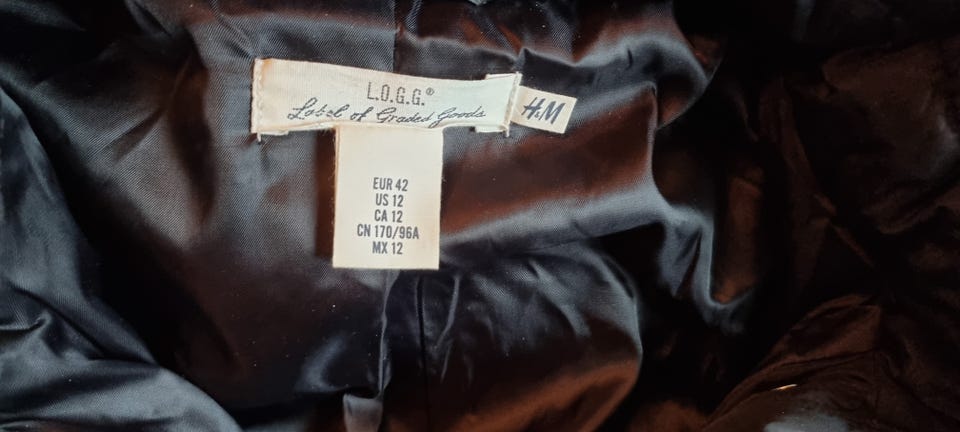 L.O.G.G.®
Label of Graded Goods
H&M
EUR 42
US 12
CA 12
CN 170/96A
MX 12